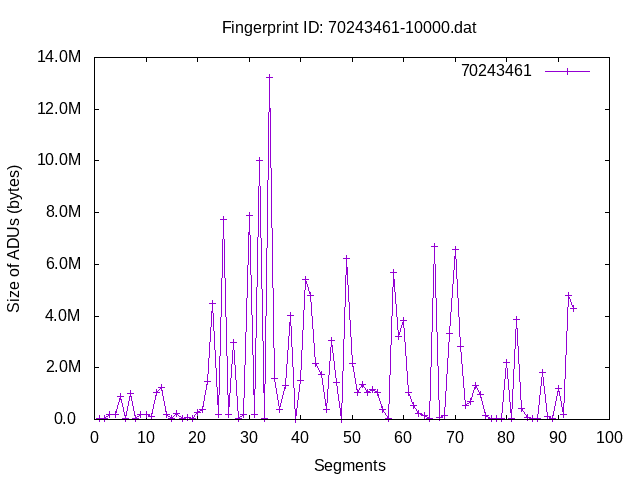 Fingerprint ID: 70243461-10000.dat
70243461
Size of ADUs (bytes)
14.0M
12.0M
10.0M
8.0M
6.0M
4.0M
2.0M
0.0
0 10 20 30 40 50 60 70 80 90 100
Segments